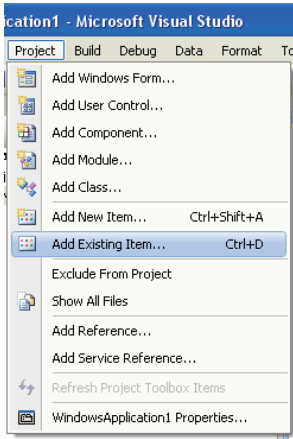 ication1 - Microsoft Visual Studio
Project Build Debug Data Format To
Add Windows Form...
Add User Control...
Add Component...
Add Module...
Add Class...
Add New Item... Ctrl+Shift+A
Add Existing Item... Ctrl+D
Exclude From Project
Show All Files
Add Reference...
Add Service Reference...
Refresh Project Toolbox Items
WindowsApplication1 Properties...